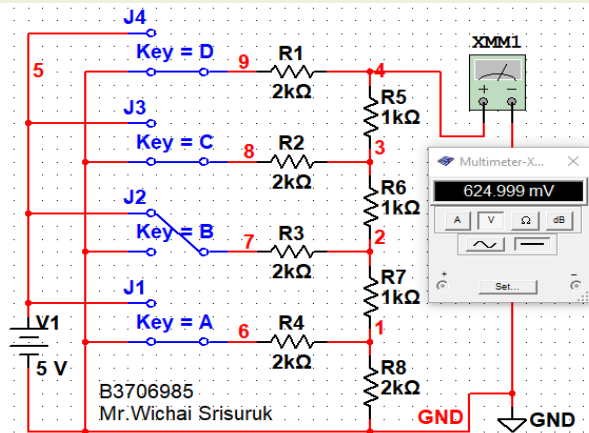 J4
Key = D
5
9
R1
2kΩ
4
XMM1
+ −
R5
1kΩ
J3
Key = C
8
R2
2kΩ
3
Multimeter-X...
624.999 mV
A V Ω dB
R6
1kΩ
J2
Key = B
7
R3
2kΩ
2
+ −
Set...
R7
1kΩ
J1
Key = A
6
R4
2kΩ
1
V1
5 V
R8
2kΩ
B3706985
Mr.Wichai Srisuruk
GND
GND